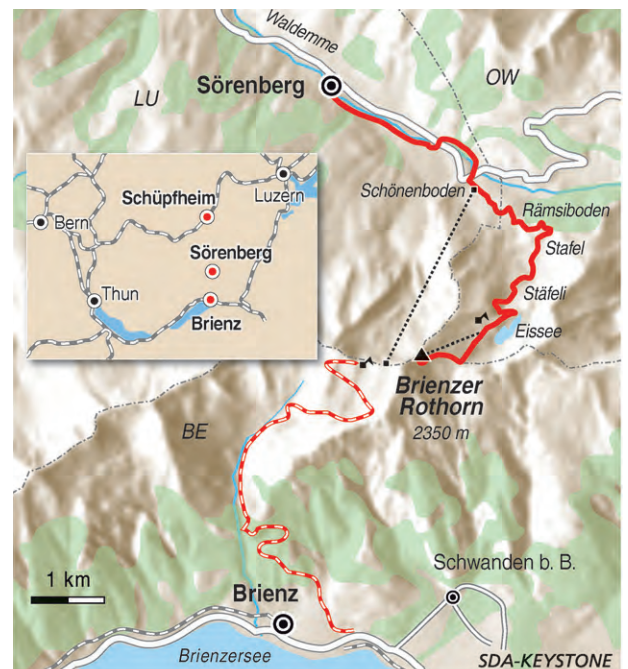 Waldemme
Sörenberg
OW
LU
Schönenboden
Rämsiboden
Stafel
Stäfeli
Eissee
Schüpfheim
Luzern
Bern
Sörenberg
Thun
Brienz
Brienzer
Rothorn
2350 m
BE
1 km
Schwanden b. B.
Brienz
Brienzersee
SDA-KEYSTONE